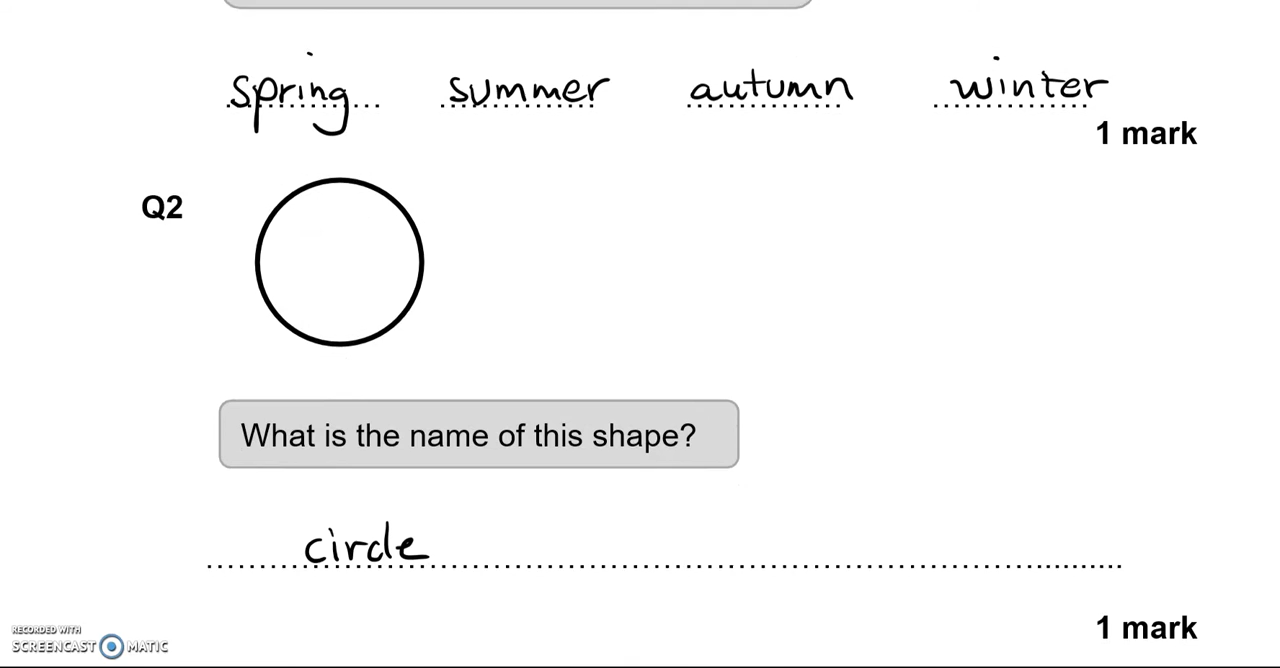 spring summer autumn winter
1 mark
Q2
What is the name of this shape?
circle
1 mark
RECORDED WITH
SCREENCAST MATIC